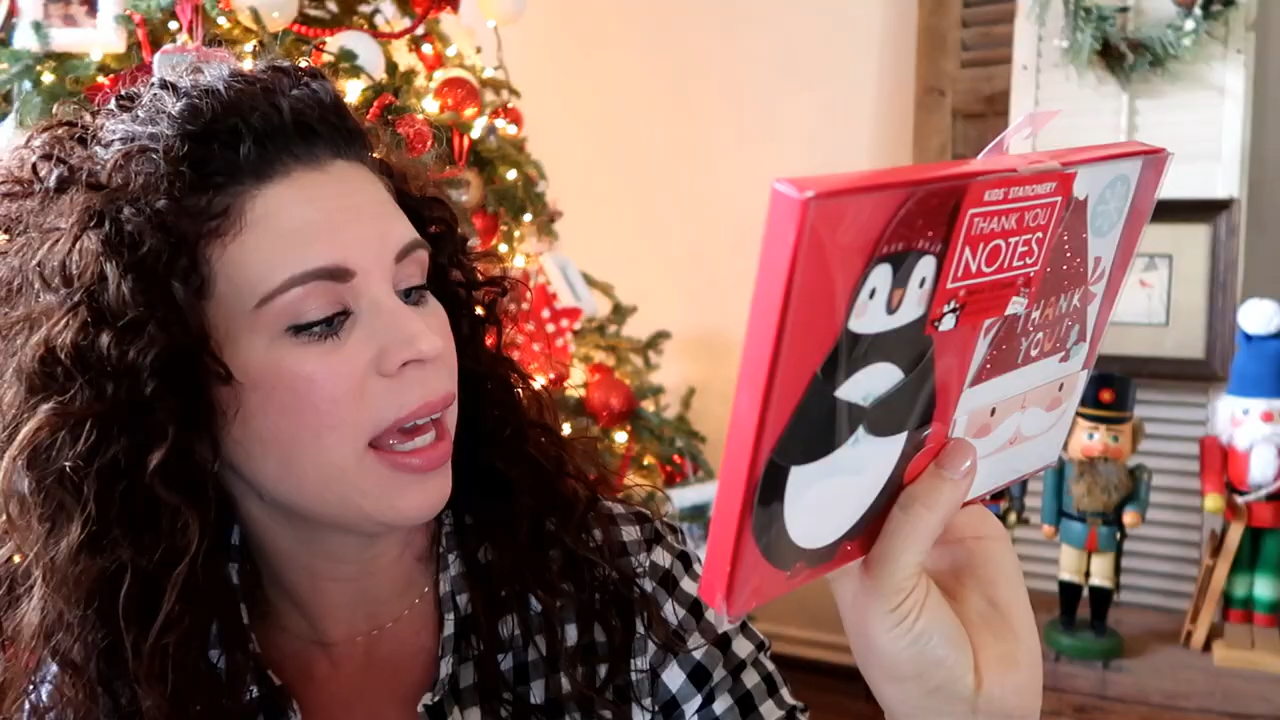 KIDS' STATIONERY
THANK YOU
NOTES
THANK
YOU!